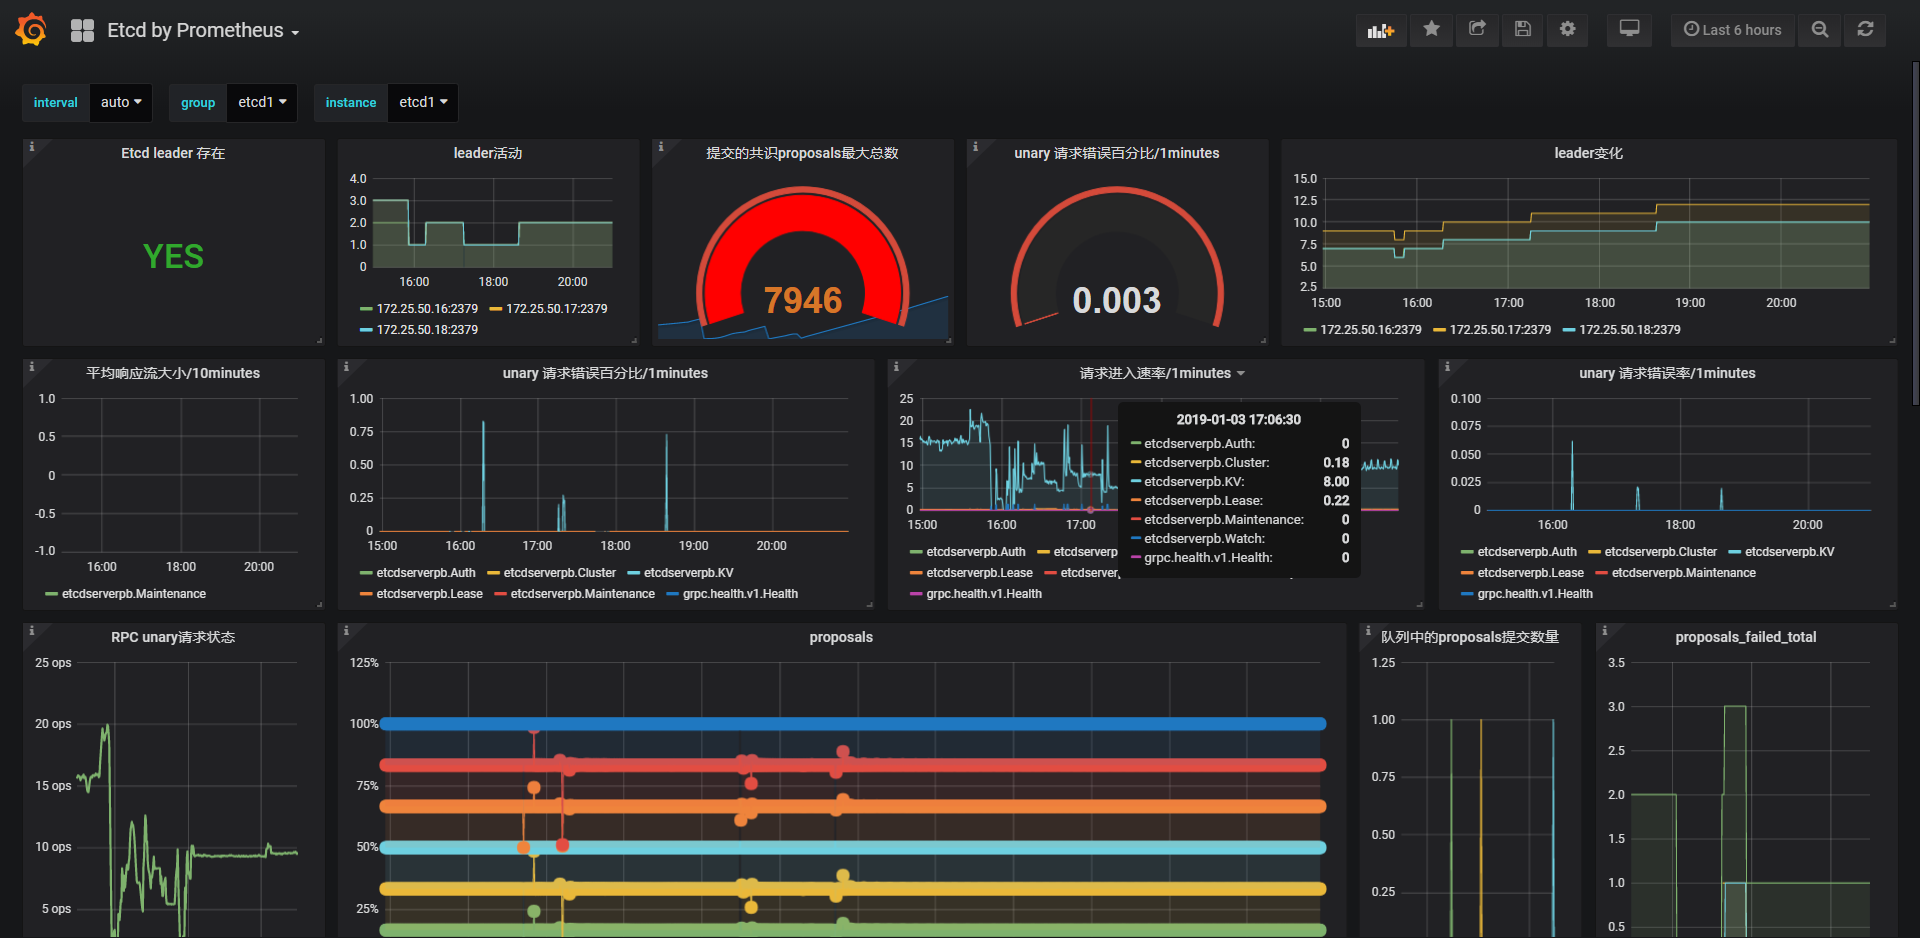 Etcd by Prometheus
Last 6 hours
interval auto group etcd1 instance etcd1
Etcd leader 存在
YES
leader活动
4.0
3.0
2.0
1.0
0
16:00 18:00 20:00
172.25.50.16:2379 172.25.50.17:2379
172.25.50.18:2379
提交的共识proposals最大总数
7946
unary 请求错误百分比/1minutes
0.003
leader变化
15.0
12.5
10.0
7.5
5.0
2.5
15:00 16:00 17:00 18:00 19:00 20:00
172.25.50.16:2379 172.25.50.17:2379 172.25.50.18:2379
平均响应流大小/10minutes
1.0
0.5
0
-0.5
-1.0
16:00 18:00 20:00
etcdserverpb.Maintenance
unary 请求错误百分比/1minutes
1.00
0.75
0.50
0.25
0
15:00 16:00 17:00 18:00 19:00 20:00
etcdserverpb.Auth etcdserverpb.Cluster etcdserverpb.KV
etcdserverpb.Lease etcdserverpb.Maintenance grpc.health.v1.Health
请求进入速率/1minutes
25
20
15
10
5
0
15:00 16:00 17:00
2019-01-03 17:06:30
etcdserverpb.Auth: 0
etcdserverpb.Cluster: 0.18
etcdserverpb.KV: 8.00
etcdserverpb.Lease: 0.22
etcdserverpb.Maintenance: 0
etcdserverpb.Watch: 0
grpc.health.v1.Health: 0
etcdserverpb.Auth etcdserverp
etcdserverpb.Lease etcdserver
grpc.health.v1.Health
unary 请求错误率/1minutes
0.100
0.075
0.050
0.025
0
16:00 18:00 20:00
etcdserverpb.Auth etcdserverpb.Cluster etcdserverpb.KV
etcdserverpb.Lease etcdserverpb.Maintenance
grpc.health.v1.Health
RPC unary请求状态
25 ops
20 ops
15 ops
10 ops
5 ops
proposals
125%
100%
75%
50%
25%
队列中的proposals提交数量
1.25
1.00
0.75
0.50
0.25
proposals_failed_total
3.5
3.0
2.5
2.0
1.5
1.0
0.5